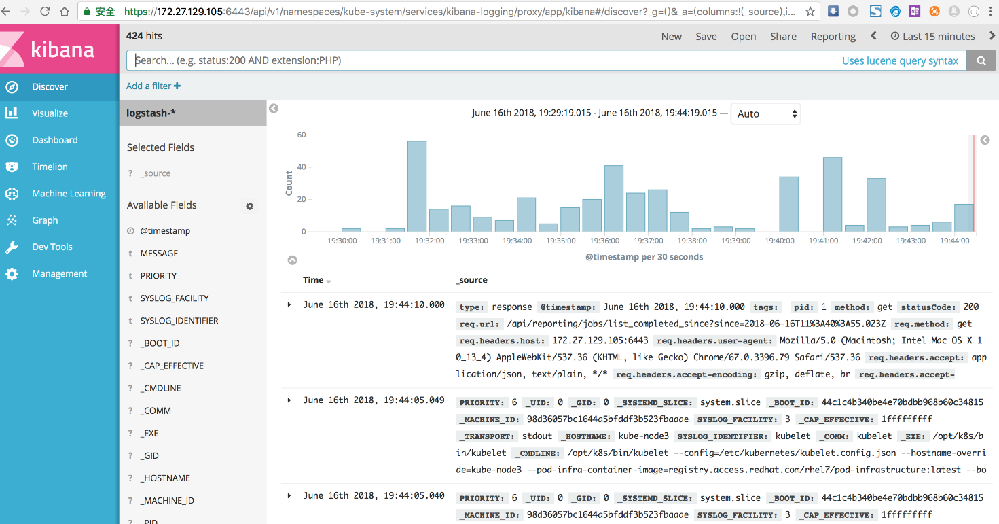 安全 https://172.27.129.105:6443/api/v1/namespaces/kube-system/services/kibana-logging/proxy/app/kibana#/discover?_g=()&_a=(columns:!(_source),i...
kibana
Discover
Visualize
Dashboard
Timelion
Machine Learning
Graph
Dev Tools
Management
424 hits
New Save Open Share Reporting Last 15 minutes
Search... (e.g. status:200 AND extension:PHP) Uses lucene query syntax
Add a filter +
logstash-*
Selected Fields
? _source
Available Fields
@timestamp
t MESSAGE
t PRIORITY
t SYSLOG_FACILITY
t SYSLOG_IDENTIFIER
? _BOOT_ID
? _CAP_EFFECTIVE
? _CMDLINE
? _COMM
? _EXE
? _GID
? _HOSTNAME
? _MACHINE_ID
? _PID
June 16th 2018, 19:29:19.015 - June 16th 2018, 19:44:19.015 — Auto
Count
60
40
20
0
19:30:00 19:31:00 19:32:00 19:33:00 19:34:00 19:35:00 19:36:00 19:37:00 19:38:00 19:39:00 19:40:00 19:41:00 19:42:00 19:43:00 19:44:00
@timestamp per 30 seconds
Time _source
June 16th 2018, 19:44:10.000
type: response @timestamp: June 16th 2018, 19:44:10.000 tags: pid: 1 method: get statusCode: 200
req.url: /api/reporting/jobs/list_completed_since?since=2018-06-16T11%3A40%3A55.023Z req.method: get
req.headers.host: 172.27.129.105:6443 req.headers.user-agent: Mozilla/5.0 (Macintosh; Intel Mac OS X 1
0_13_4) AppleWebKit/537.36 (KHTML, like Gecko) Chrome/67.0.3396.79 Safari/537.36 req.headers.accept: app
lication/json, text/plain, */* req.headers.accept-encoding: gzip, deflate, br req.headers.accept-
June 16th 2018, 19:44:05.049
PRIORITY: 6 _UID: 0 _GID: 0 _SYSTEMD_SLICE: system.slice _BOOT_ID: 44c1c4b340be4e70bdbb968b60c34815
_MACHINE_ID: 98d36057bc1644a5bfddf3b523fbaaae SYSLOG_FACILITY: 3 _CAP_EFFECTIVE: 1fffffffff
_TRANSPORT: stdout _HOSTNAME: kube-node3 SYSLOG_IDENTIFIER: kubelet _COMM: kubelet _EXE: /opt/k8s/b
in/kubelet _CMDLINE: /opt/k8s/bin/kubelet --config=/etc/kubernetes/kubelet.config.json --hostname-overri
de=kube-node3 --pod-infra-container-image=registry.access.redhat.com/rhel7/pod-infrastructure:latest --bo
June 16th 2018, 19:44:05.040
PRIORITY: 6 _UID: 0 _GID: 0 _SYSTEMD_SLICE: system.slice _BOOT_ID: 44c1c4b340be4e70bdbb968b60c34815
_MACHINE_ID: 98d36057bc1644a5bfddf3b523fbaaae SYSLOG_FACILITY: 3 _CAP_EFFECTIVE: 1fffffffff